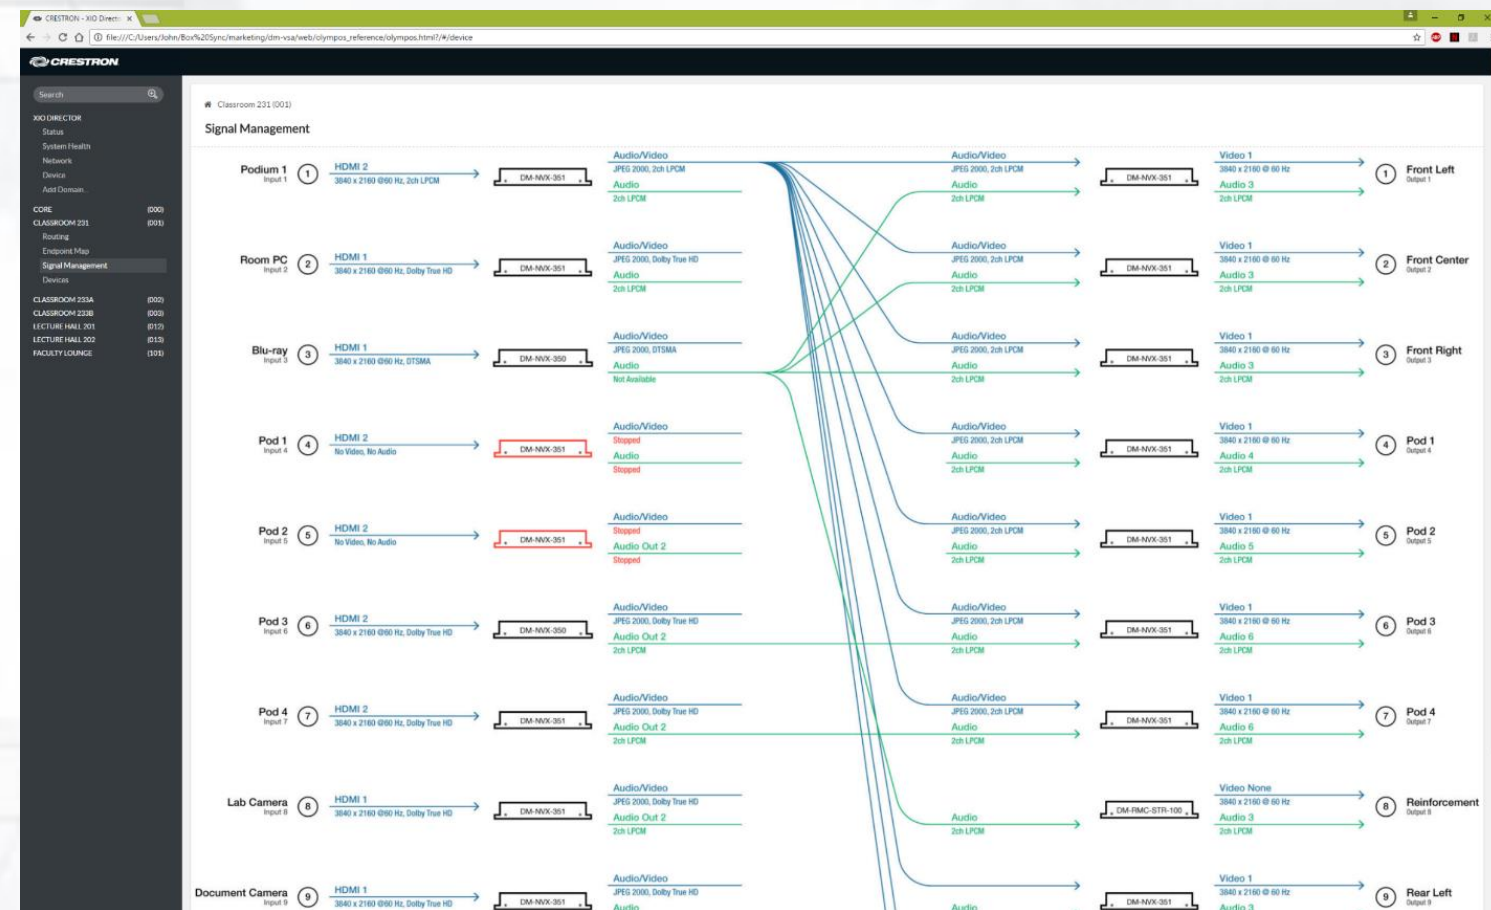 CRESTRON - XIO Direct
file:///C:/Users/John/Box%20Sync/marketing/dm-vsa/web/olympos_reference/olympos.html?/#/device
CRESTRON
Search
XIO DIRECTOR
Status
System Health
Network
Device
Add Domain..
CORE (000)
CLASSROOM 231 (001)
Routing
Endpoint Map
Signal Management
Devices
CLASSROOM 233A (002)
CLASSROOM 233B (003)
LECTURE HALL 201 (012)
LECTURE HALL 202 (013)
FACULTY LOUNGE (101)
Classroom 231 (001)
Signal Management
Podium 1
Input 1
1
HDMI 2
3840 x 2160 @60 Hz, 2ch LPCM
DM-NVX-351
Audio/Video
JPEG 2000, 2ch LPCM
Audio
2ch LPCM
Audio/Video
JPEG 2000, 2ch LPCM
Audio
2ch LPCM
DM-NVX-351
Video 1
3840 x 2160 @ 60 Hz
Audio 3
2ch LPCM
1
Front Left
Output 1
Room PC
Input 2
2
HDMI 1
3840 x 2160 @60 Hz, Dolby True HD
DM-NVX-351
Audio/Video
JPEG 2000, Dolby True HD
Audio
2ch LPCM
Audio/Video
JPEG 2000, 2ch LPCM
Audio
2ch LPCM
DM-NVX-351
Video 1
3840 x 2160 @ 60 Hz
Audio 3
2ch LPCM
2
Front Center
Output 2
Blu-ray
Input 3
3
HDMI 1
3840 x 2160 @60 Hz, DTSMA
DM-NVX-350
Audio/Video
JPEG 2000, DTSMA
Audio
Not Available
Audio/Video
JPEG 2000, 2ch LPCM
Audio
2ch LPCM
DM-NVX-351
Video 1
3840 x 2160 @ 60 Hz
Audio 3
2ch LPCM
3
Front Right
Output 3
Pod 1
Input 4
4
HDMI 2
No Video, No Audio
DM-NVX-351
Audio/Video
Stopped
Audio
Stopped
Audio/Video
JPEG 2000, 2ch LPCM
Audio
2ch LPCM
DM-NVX-351
Video 1
3840 x 2160 @ 60 Hz
Audio 4
2ch LPCM
4
Pod 1
Output 4
Pod 2
Input 5
5
HDMI 2
No Video, No Audio
DM-NVX-351
Audio/Video
Stopped
Audio Out 2
Stopped
Audio/Video
JPEG 2000, 2ch LPCM
Audio
2ch LPCM
DM-NVX-351
Video 1
3840 x 2160 @ 60 Hz
Audio 5
2ch LPCM
5
Pod 2
Output 5
Pod 3
Input 6
6
HDMI 2
3840 x 2160 @60 Hz, Dolby True HD
DM-NVX-350
Audio/Video
JPEG 2000, Dolby True HD
Audio Out 2
2ch LPCM
Audio/Video
JPEG 2000, 2ch LPCM
Audio
2ch LPCM
DM-NVX-351
Video 1
3840 x 2160 @ 60 Hz
Audio 6
2ch LPCM
6
Pod 3
Output 6
Pod 4
Input 7
7
HDMI 2
3840 x 2160 @60 Hz, Dolby True HD
DM-NVX-351
Audio/Video
JPEG 2000, Dolby True HD
Audio Out 2
2ch LPCM
Audio/Video
JPEG 2000, 2ch LPCM
Audio
2ch LPCM
DM-NVX-351
Video 1
3840 x 2160 @ 60 Hz
Audio 6
2ch LPCM
7
Pod 4
Output 7
Lab Camera
Input 8
8
HDMI 1
3840 x 2160 @60 Hz, Dolby True HD
DM-NVX-351
Audio/Video
JPEG 2000, Dolby True HD
Audio Out 2
2ch LPCM
Audio
2ch LPCM
DM-RMC-STR-100
Video None
3840 x 2160 @ 60 Hz
Audio 3
2ch LPCM
8
Reinforcement
Output 8
Document Camera
Input 9
9
HDMI 1
3840 x 2160 @60 Hz, Dolby True HD
DM-NVX-351
Audio/Video
JPEG 2000, Dolby True HD
Audio
Audio
DM-NVX-351
Video 1
3840 x 2160 @ 60 Hz
Audio 3
9
Rear Left
Output 9